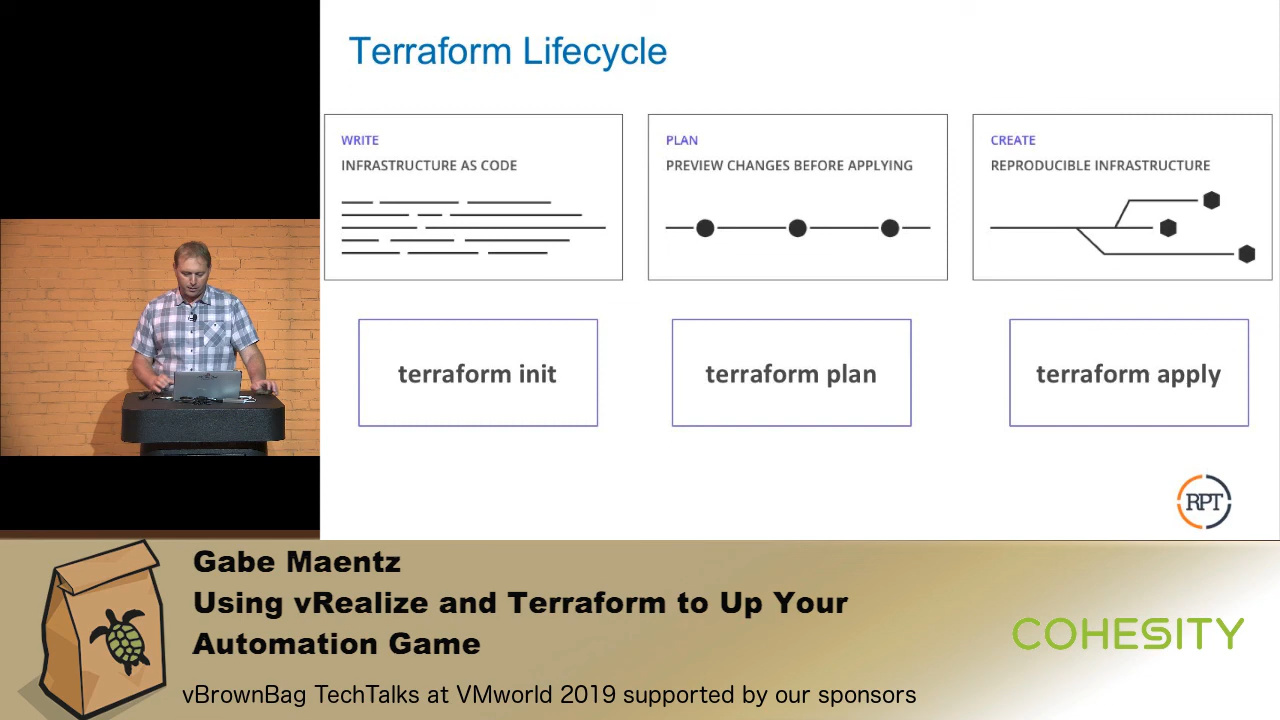 Terraform Lifecycle
WRITE
INFRASTRUCTURE AS CODE
PLAN
PREVIEW CHANGES BEFORE APPLYING
CREATE
REPRODUCIBLE INFRASTRUCTURE
terraform init
terraform plan
terraform apply
RPT
Gabe Maentz
Using vRealize and Terraform to Up Your
Automation Game
COHESITY
vBrownBag TechTalks at VMworld 2019 supported by our sponsors